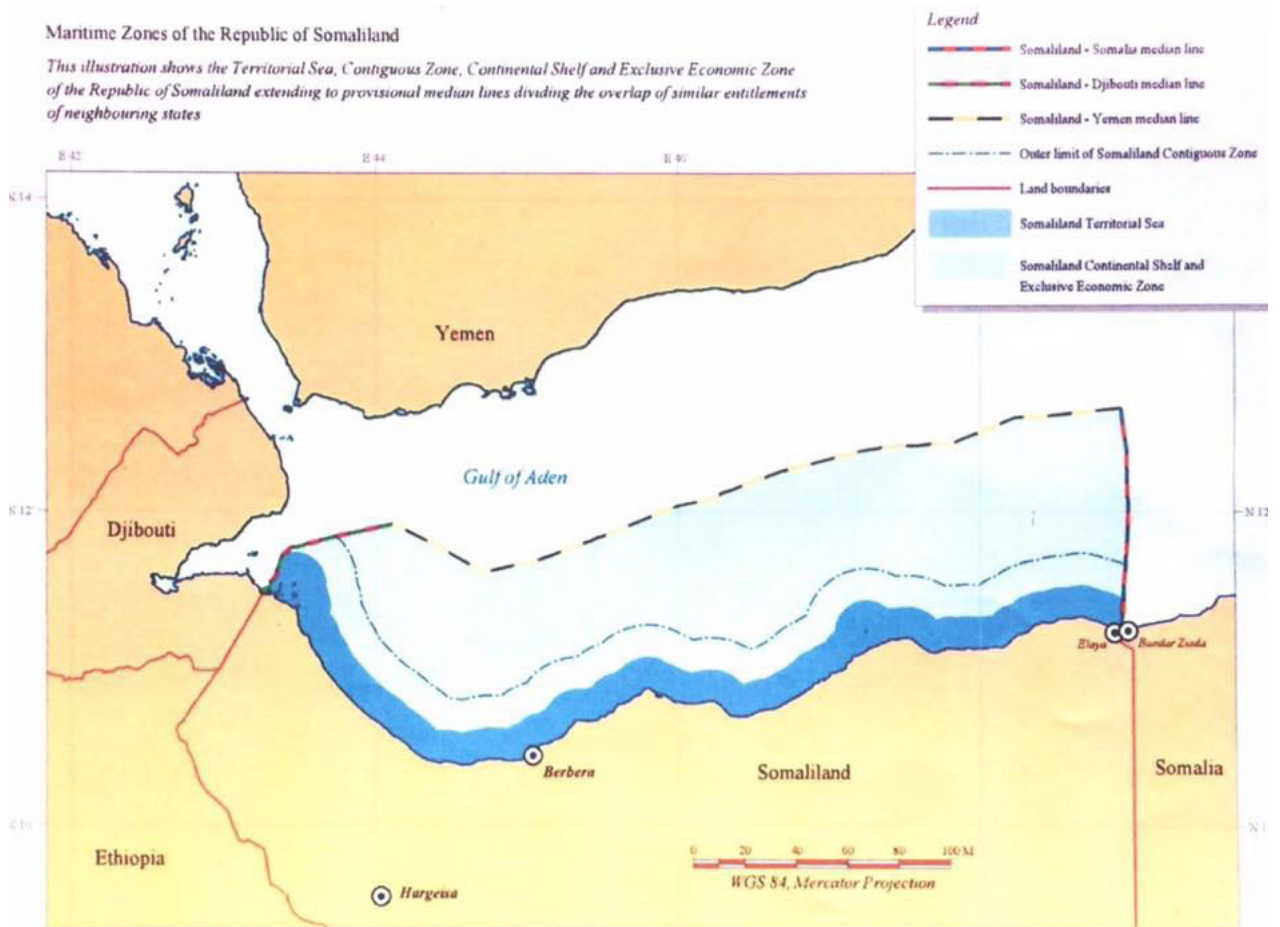 Maritime Zones of the Republic of Somaliland
This illustration shows the Territorial Sea, Contiguous Zone, Continental Shelf and Exclusive Economic Zone
of the Republic of Somaliland extending to provisional median lines dividing the overlap of similar entitlements
of neighbouring states
Legend
Somaliland - Somalia median line
Somaliland - Djibouti median line
Somaliland - Yemen median line
Outer limit of Somaliland Contiguous Zone
Land boundaries
Somaliland Territorial Sea
Somaliland Continental Shelf and
Exclusive Economic Zone
E 42
E 44
E 46
N 14
Yemen
Gulf of Aden
N 12
Djibouti
N 12
Elaya
Bandar Ziada
Berbera
Somaliland
Somalia
Ethiopia
Hargeisa
0 20 40 60 80 100 M
WGS 84, Mercator Projection